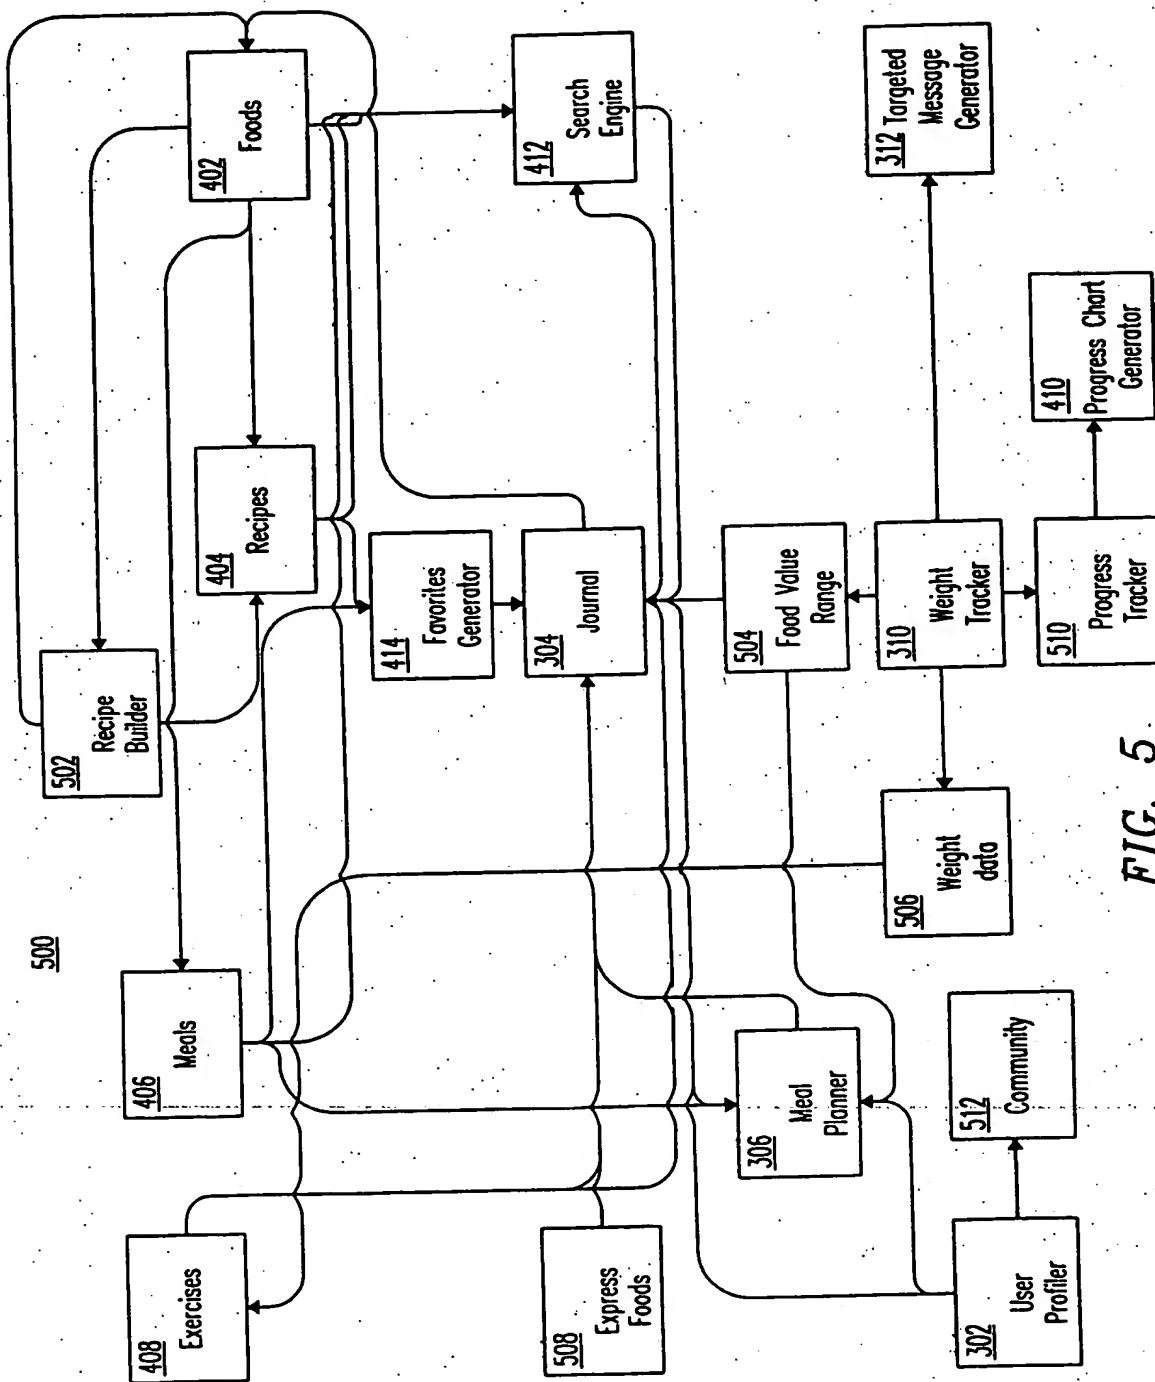 500
408
Exercises
406
Meals
502
Recipe
Builder
404
Recipes
402
Foods
414
Favorites
Generator
508
Express
Foods
304
Journal
412
Search
Engine
306
Meal
Planner
504
Food Value
Range
302
User
Profiler
512
Community
506
Weight
data
310
Weight
Tracker
312 Targeted
Message
Generator
510
Progress
Tracker
410
Progress Chart
Generator
FIG. 5